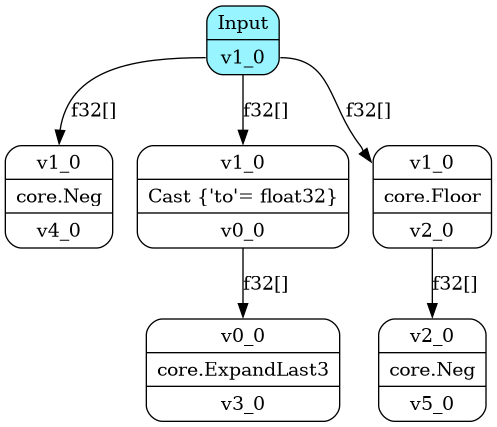 Input
v1_0
f32[]
f32[]
f32[]
v1_0
core.Neg
v4_0
v1_0
Cast {'to'= float32}
v0_0
v1_0
core.Floor
v2_0
f32[]
f32[]
v0_0
core.ExpandLast3
v3_0
v2_0
core.Neg
v5_0